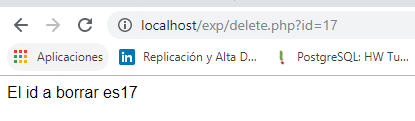 localhost/exp/delete.php?id=17
Aplicaciones Replicación y Alta D... PostgreSQL: HW Tu...
El id a borrar es17